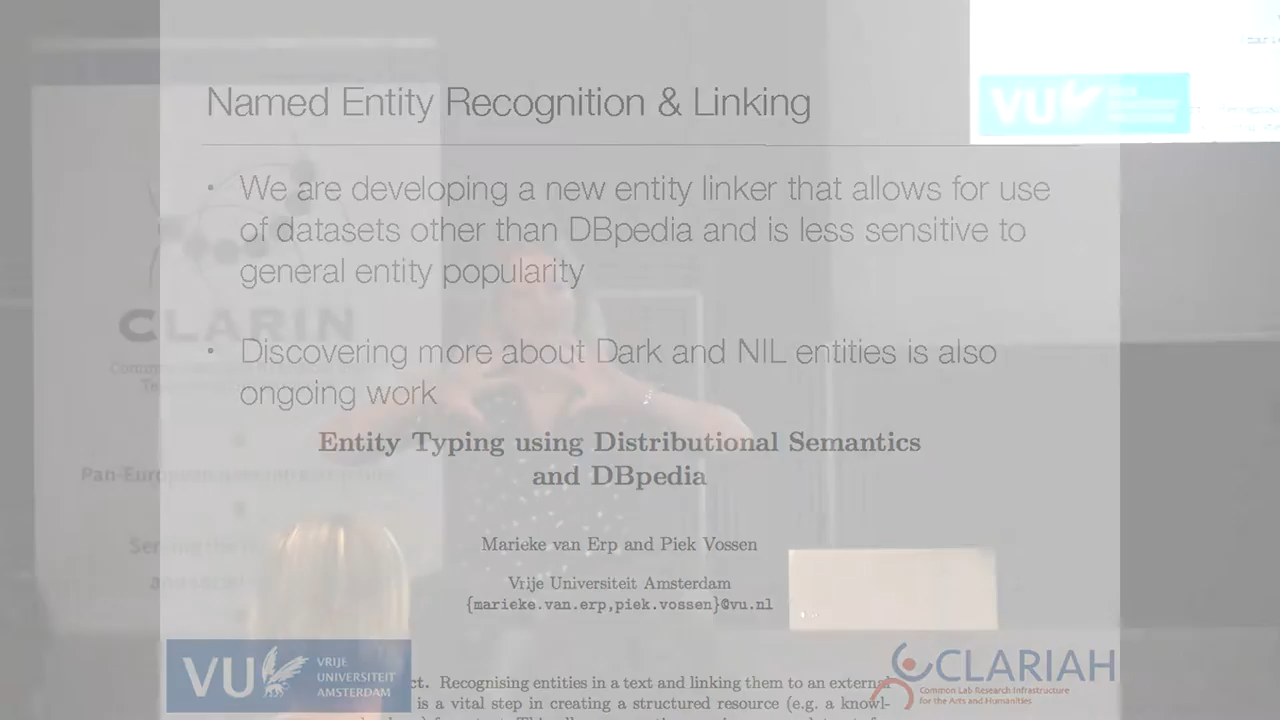 Named Entity Recognition & Linking
VU
• We are developing a new entity linker that allows for use
of datasets other than DBpedia and is less sensitive to
general entity popularity
CLARIN
• Discovering more about Dark and NIL entities is also
ongoing work
Entity Typing using Distributional Semantics
and DBpedia
Pan-European
Marieke van Erp and Piek Vossen
Vrije Universiteit Amsterdam
{marieke.van.erp,piek.vossen}@vu.nl
VU VRIJE
UNIVERSITEIT
AMSTERDAM
CLARIAH
Common Lab Research Infrastructure
for the Arts and Humanities
ct. Recognising entities in a text and linking them to an external
is a vital step in creating a structured resource (e.g. a knowl-